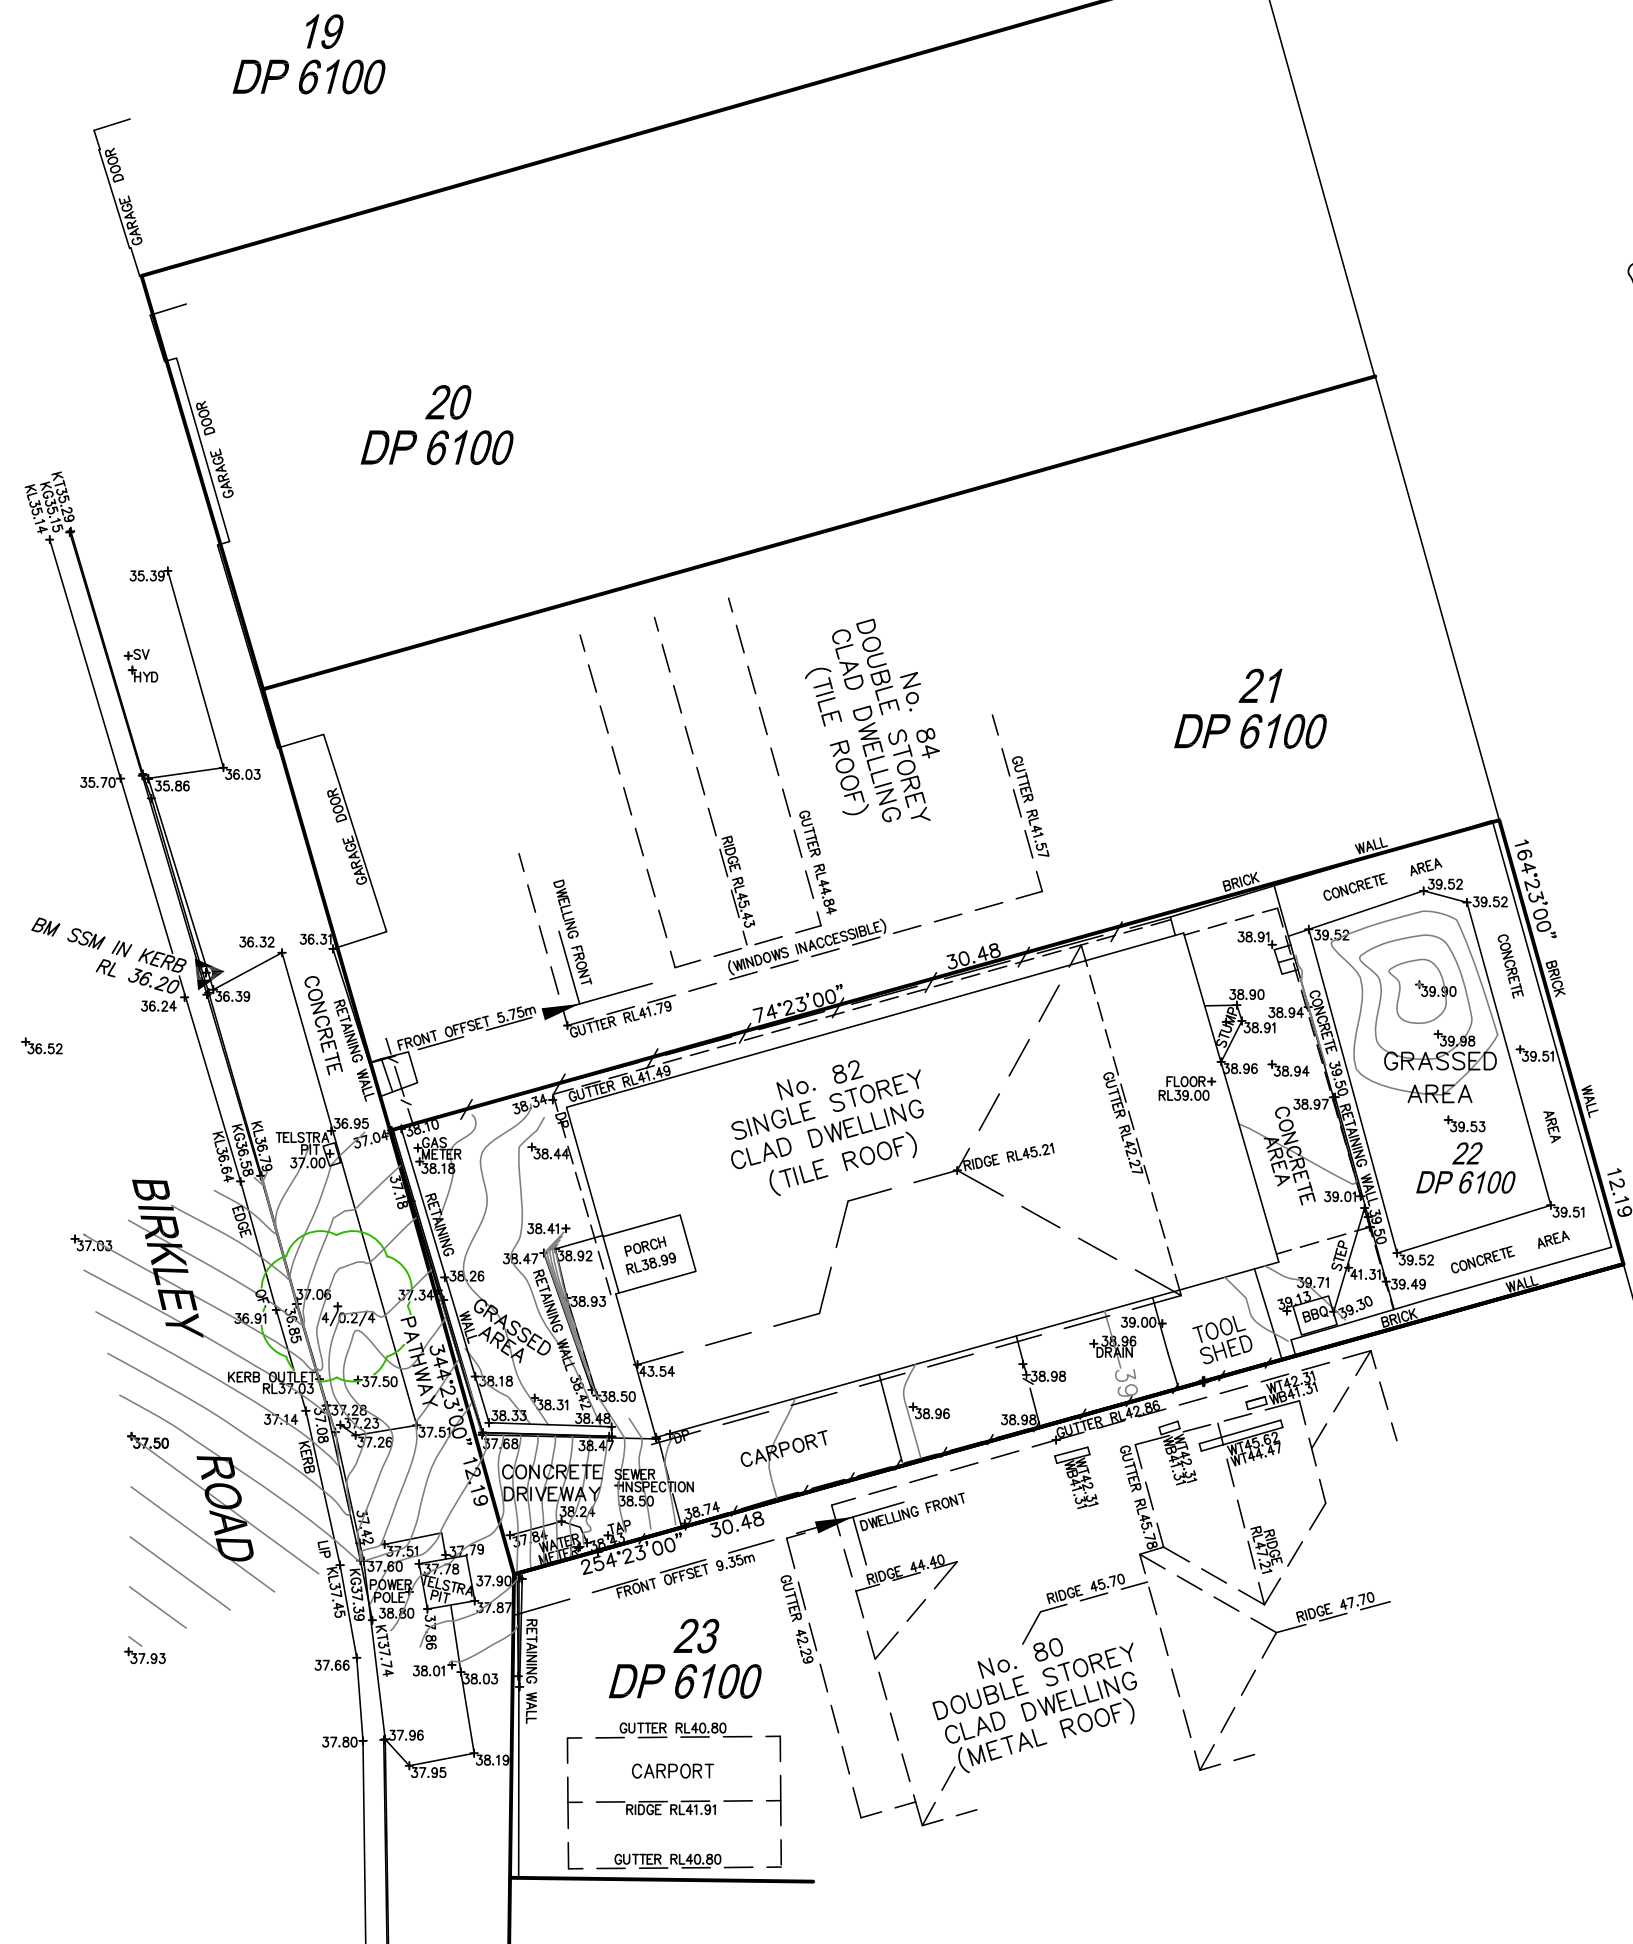 19
DP 6100
GARAGE DOOR
20
DP 6100
GARAGE DOOR
KT35.29
KG35.15
KL35.14
35.39
SV
HYD
35.70
35.86
36.03
GARAGE DOOR
No. 84
DOUBLE STOREY
CLAD DWELLING
(TILE ROOF)
21
DP 6100
GUTTER RL41.57
GUTTER RL44.84
RIDGE RL45.43
DWELLING FRONT
(WINDOWS INACCESSIBLE)
BM SSM IN KERB
RL 36.20
36.32
36.31
36.24
36.39
36.52
CONCRETE
PATHWAY
RETAINING WALL
FRONT OFFSET 5.75m
GUTTER RL41.79
74°23'00"
30.48
BRICK
WALL
CONCRETE AREA
39.52
39.52
39.52
164°23'00"
12.19
BRICK
WALL
CONCRETE
AREA
38.91
38.90
38.94
38.91
STUMP
38.96
38.94
38.97
FLOOR
RL39.00
CONCRETE 39.50 RETAINING WALL
39.50
39.90
39.98
GRASSED
AREA
39.51
39.53
22
DP 6100
39.51
39.52
CONCRETE AREA
CONCRETE
AREA
39.01
STEP
41.31
39.49
39.71
39.13
BBQ
39.30
BRICK
WALL
GUTTER RL41.49
No. 82
SINGLE STOREY
CLAD DWELLING
(TILE ROOF)
RIDGE RL45.21
GUTTER RL42.27
38.34
DP
38.44
38.10
37.04
36.95
TELSTRA
PIT
37.00
GAS
METER
38.18
37.18
RETAINING
WALL
KL36.79
KG36.58
KL36.64
EDGE
OF
KERB
LIP
BIRKLEY
ROAD
37.03
36.91
36.85
37.06
4/0.2/4
37.34
38.26
GRASSED
AREA
38.41
38.47
38.92
38.93
RETAINING WALL 38.42
PORCH
RL38.99
43.54
38.50
38.18
38.31
38.33
38.48
38.47
37.68
KERB OUTLET
RL37.03
37.50
37.14
37.08
37.28
37.23
37.26
37.51
344°23'00"
12.19
37.50
CONCRETE
DRIVEWAY
SEWER
INSPECTION
38.50
DP
CARPORT
38.96
38.98
38.98
38.96
DRAIN
39.00
39
TOOL
SHED
38.24
37.84
WATER
METER
TAP
38.43
38.74
30.48
254°23'00"
FRONT OFFSET 9.35m
DWELLING FRONT
GUTTER RL42.86
WT42.31
WB41.31
WT42.31
WB41.31
WT42.31
WB41.31
WT45.62
WT44.47
GUTTER RL45.78
RIDGE
RL47.21
RIDGE 44.40
RIDGE 45.70
RIDGE 47.70
GUTTER 42.29
No. 80
DOUBLE STOREY
CLAD DWELLING
(METAL ROOF)
23
DP 6100
37.42
37.51
37.79
37.60
37.78
POWER
POLE
38.80
TELSTRA
PIT
37.90
37.87
37.86
KG37.39
KL37.45
KT37.74
37.93
37.66
38.01
38.03
37.80
37.96
37.95
38.19
RETAINING WALL
GUTTER RL40.80
CARPORT
RIDGE RL41.91
GUTTER RL40.80